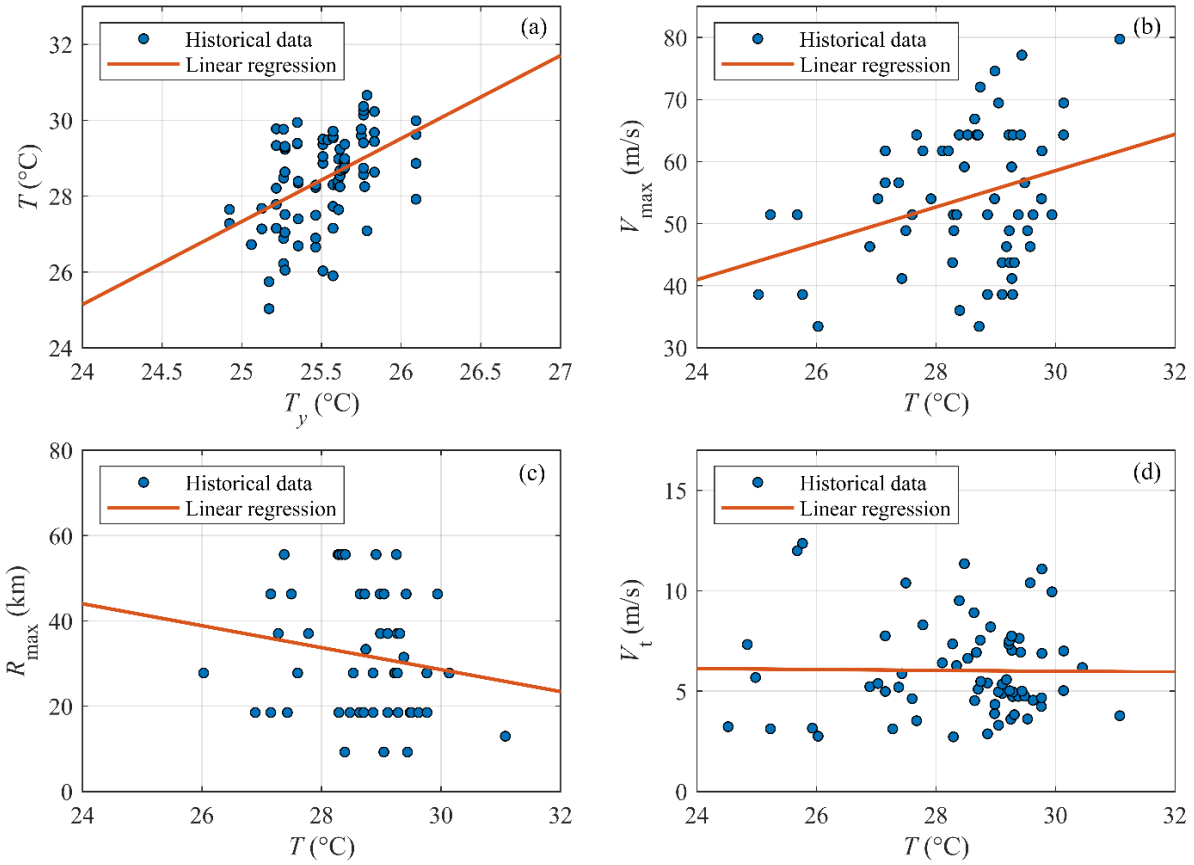 (a)
Historical data
Linear regression
T (°C)
32
30
28
26
24
24 24.5 25 25.5 26 26.5 27
T_y (°C)
(b)
Historical data
Linear regression
V_max (m/s)
80
70
60
50
40
30
24 26 28 30 32
T (°C)
(c)
Historical data
Linear regression
R_max (km)
80
60
40
20
0
24 26 28 30 32
T (°C)
(d)
Historical data
Linear regression
V_t (m/s)
15
10
5
0
24 26 28 30 32
T (°C)